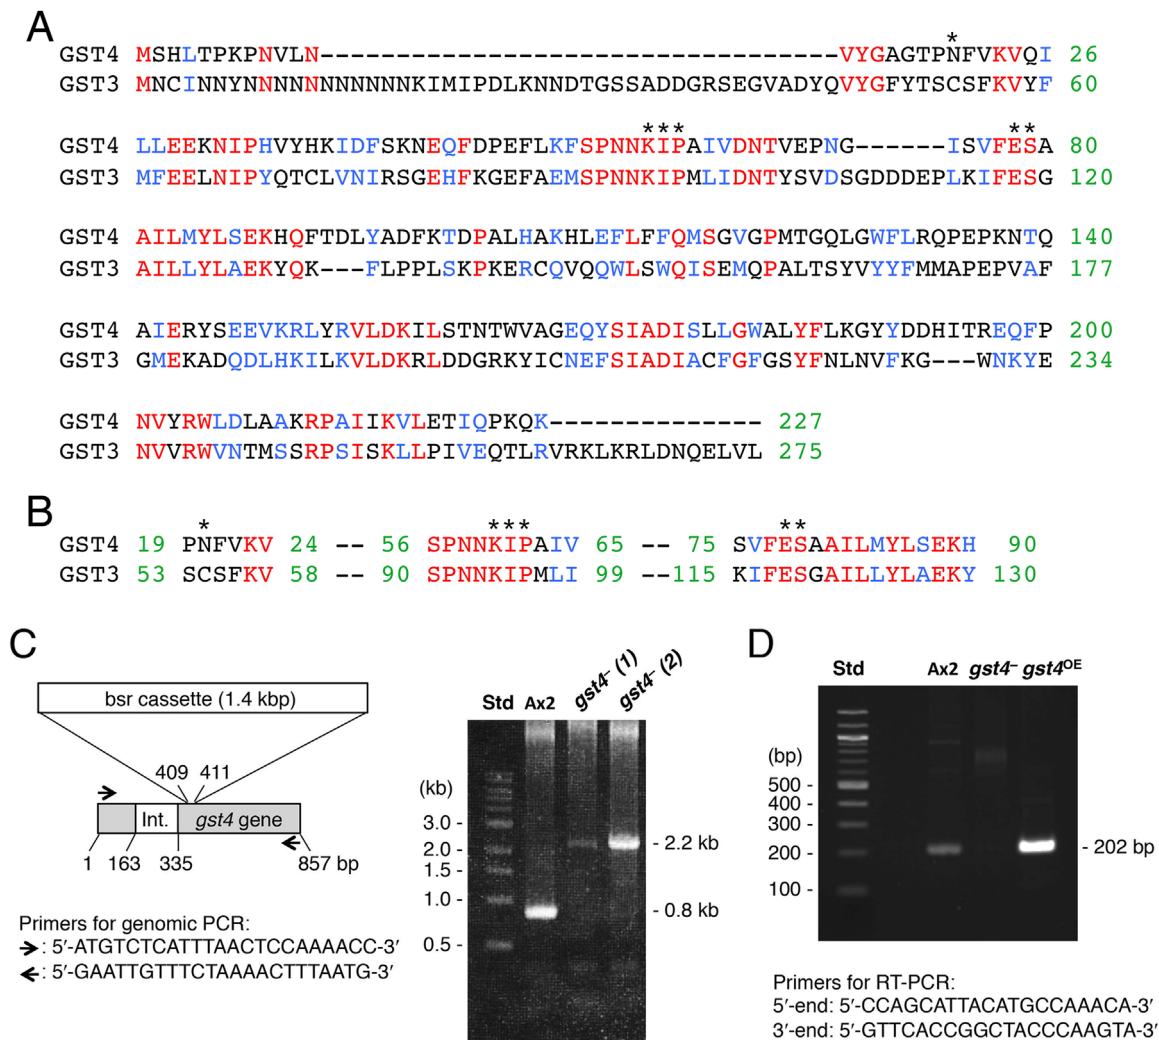 A
*
GST4 MSHLTPKPNVLN----------------------------------VYGAGTPNFVKVQI 26
GST3 MNCINNYNNNNNNNNNNNKIMIPDLKNNDTGSSADDGRSEGVADYQVYGFYTSCSFKVYF 60
*** **
GST4 LLEEKNIPHVYHKIDFSKNEQFDPEFLKFSPNNKIPAIVDNTVEPNG------ISVFESA 80
GST3 MFEELNIPYQTCLVNIRSGEHFKGEFAEMSPNNKIPMLIDNTYSVDSGDDDEPLKIFESG 120
GST4 AILMYLSEKHQFTDLYADFKTDPALHAKHLEFLFFQMSGVGPMTGQLGWFLRQPEPKNTQ 140
GST3 AILLYLAEKYQK---FLPPLSKPKERCQVQQWLSWQISEMQPALTSYVYYFMMAPEPVAF 177
GST4 AIERYSEEVKRLYRVLDKILSTNTWVAGEQYSIADISLLGWALYFLKGYYDDHITREQFP 200
GST3 GMEKADQDLHKILKVLDKRLDDGRKYICNEFSIADIACFGFGSYFNLNVFKG---WNKYE 234
GST4 NVYRWLDLAAKRPAIIKVLETIQPKQK-------------- 227
GST3 NVVRWVNTMSSRPSISKLLPIVEQTLRVRKLKRLDNQELVL 275
B
* *** **
GST4 19 PNFVKV 24 -- 56 SPNNKIPAIV 65 -- 75 SVFESAAILMYLSEKH 90
GST3 53 SCSFKV 58 -- 90 SPNNKIPMLI 99 --115 KIFESGAILLYLAEKY 130
C
bsr cassette (1.4 kbp)
409 411
Int. gst4 gene
1 163 335 857 bp
Primers for genomic PCR:
→: 5′-ATGTCTCATTTAACTCCAAAACC-3′
←: 5′-GAATTGTTTCTAAAACTTTAATG-3′
Std Ax2 gst4⁻ (1) gst4⁻ (2)
(kb)
3.0 -
2.0 -
1.5 -
1.0 -
0.5 -
- 2.2 kb
- 0.8 kb
D
Std Ax2 gst4⁻ gst4ᴼᴱ
(bp)
500 -
400 -
300 -
200 -
100 -
- 202 bp
Primers for RT-PCR:
5′-end: 5′-CCAGCATTACATGCCAAACA-3′
3′-end: 5′-GTTCACCGGCTACCCAAGTA-3′